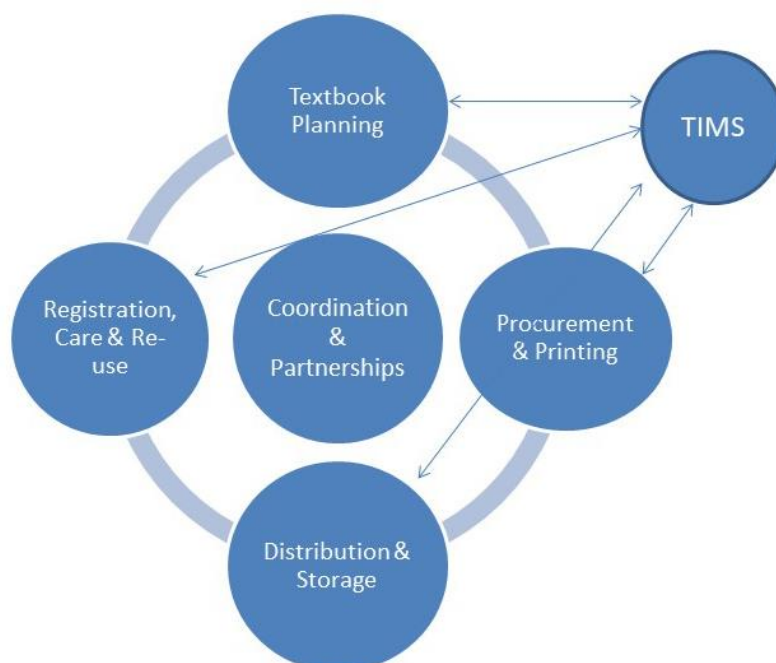 Textbook
Planning
TIMS
Registration,
Care & Re-
use
Coordination
&
Partnerships
Procurement
& Printing
Distribution &
Storage